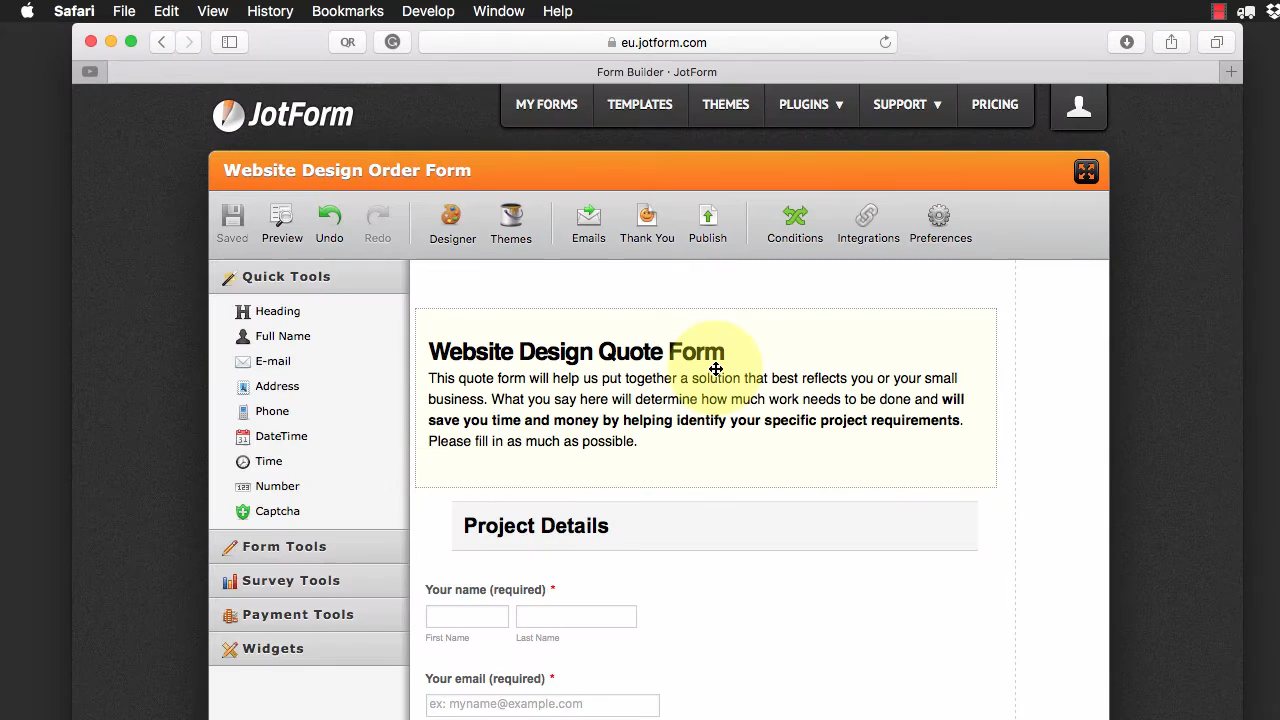 Safari File Edit View History Bookmarks Develop Window Help
QR
eu.jotform.com
Form Builder · JotForm
JotForm
MY FORMS TEMPLATES THEMES PLUGINS ▼ SUPPORT ▼ PRICING
Website Design Order Form
Saved Preview Undo Redo Designer Themes Emails Thank You Publish Conditions Integrations Preferences
Quick Tools
Heading
Full Name
E-mail
Address
Phone
31 DateTime
Time
123 Number
Captcha
Form Tools
Survey Tools
Payment Tools
Widgets
Website Design Quote Form
This quote form will help us put together a solution that best reflects you or your small
business. What you say here will determine how much work needs to be done and will
save you time and money by helping identify your specific project requirements.
Please fill in as much as possible.
Project Details
Your name (required) *
First Name Last Name
Your email (required) *
ex: myname@example.com